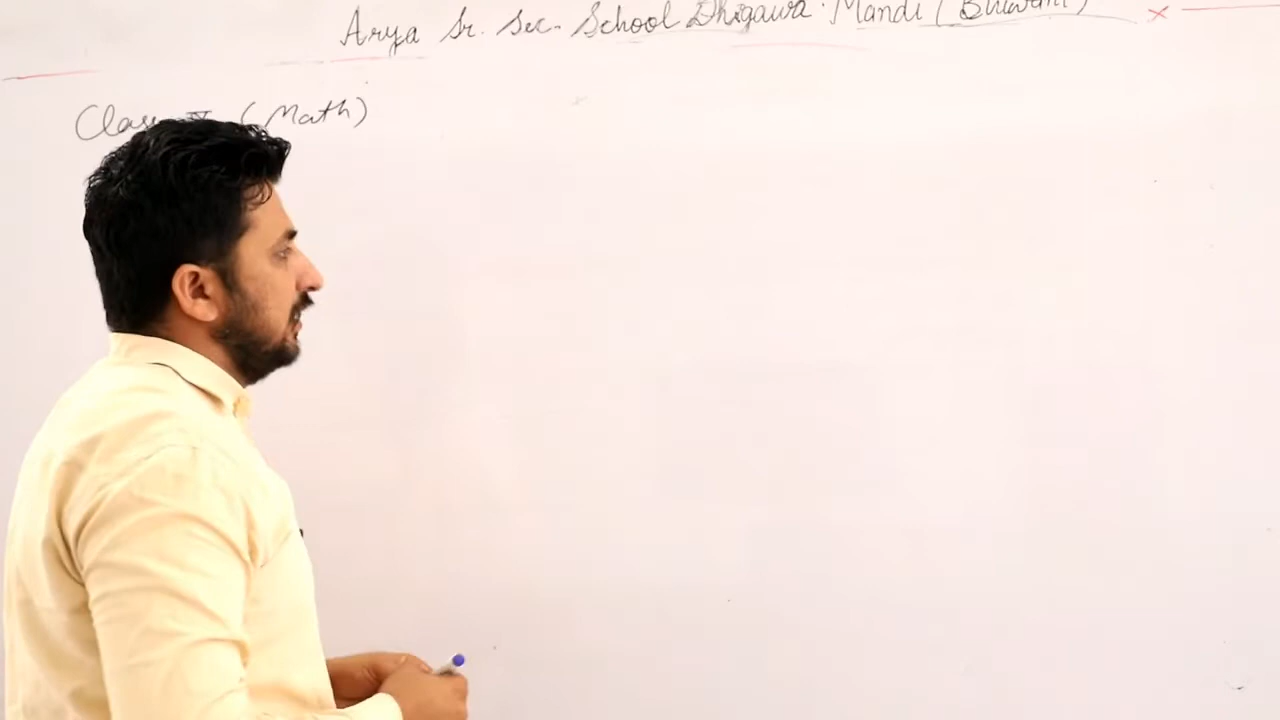 Arya Sr. Sec. School Dhigawa Mandi (Bhiwani)
Class (Math)